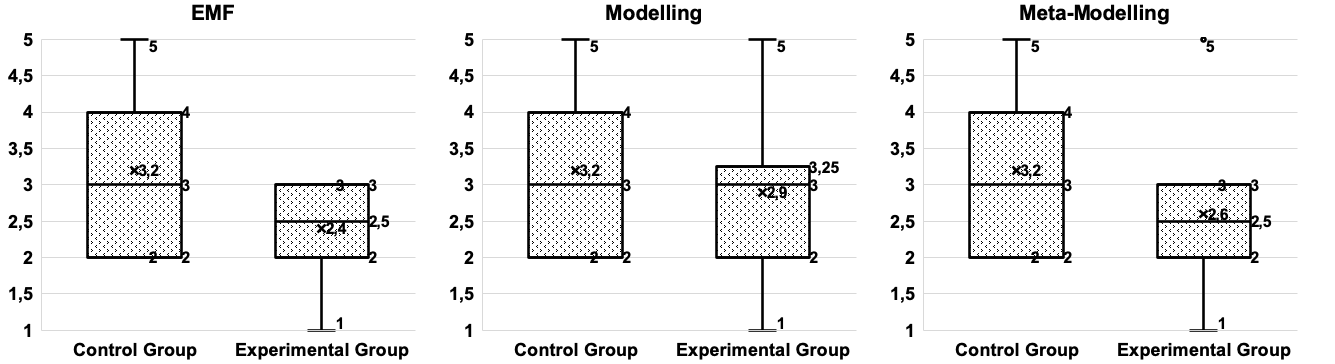 EMF Modelling Meta-Modelling
5 5 5 5 5 5 5 5
4,5 4,5 4,5
4 4 4 4 4 4
3,5 3,5 3,5
×3,2 ×3,2 3,25 ×3,2
3 3 3 3 3 3 3 3 3 3 3
×2,9
2,5 2,5 2,5 2,5 2,5
×2,4 ×2,6
2 2 2 2 2 2 2 2 2 2 2 2
1,5 1,5 1,5
1 1 1 1 1 1
Control Group Experimental Group Control Group Experimental Group Control Group Experimental Group